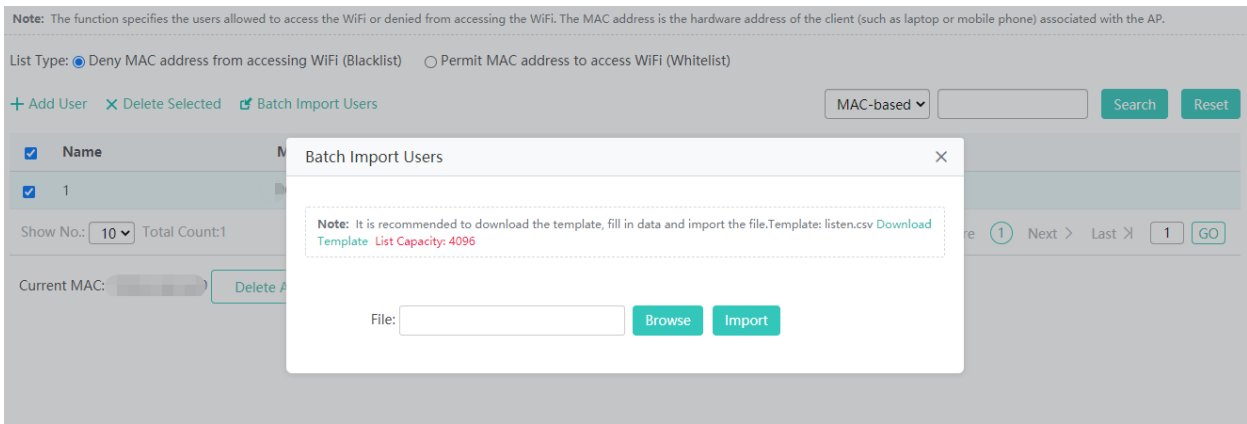 Note: The function specifies the users allowed to access the WiFi or denied from accessing the WiFi. The MAC address is the hardware address of the client (such as laptop or mobile phone) associated with the AP.
List Type: Deny MAC address from accessing WiFi (Blacklist) Permit MAC address to access WiFi (Whitelist)
Add User Delete Selected Batch Import Users MAC-based Search Reset
Name
Batch Import Users
1
Note: It is recommended to download the template, fill in data and import the file.Template: listen.csv Download
Template List Capacity: 4096
Show No.: 10 Total Count:1 1 Next Last 1 GO
Current MAC: Delete
File: Browse Import